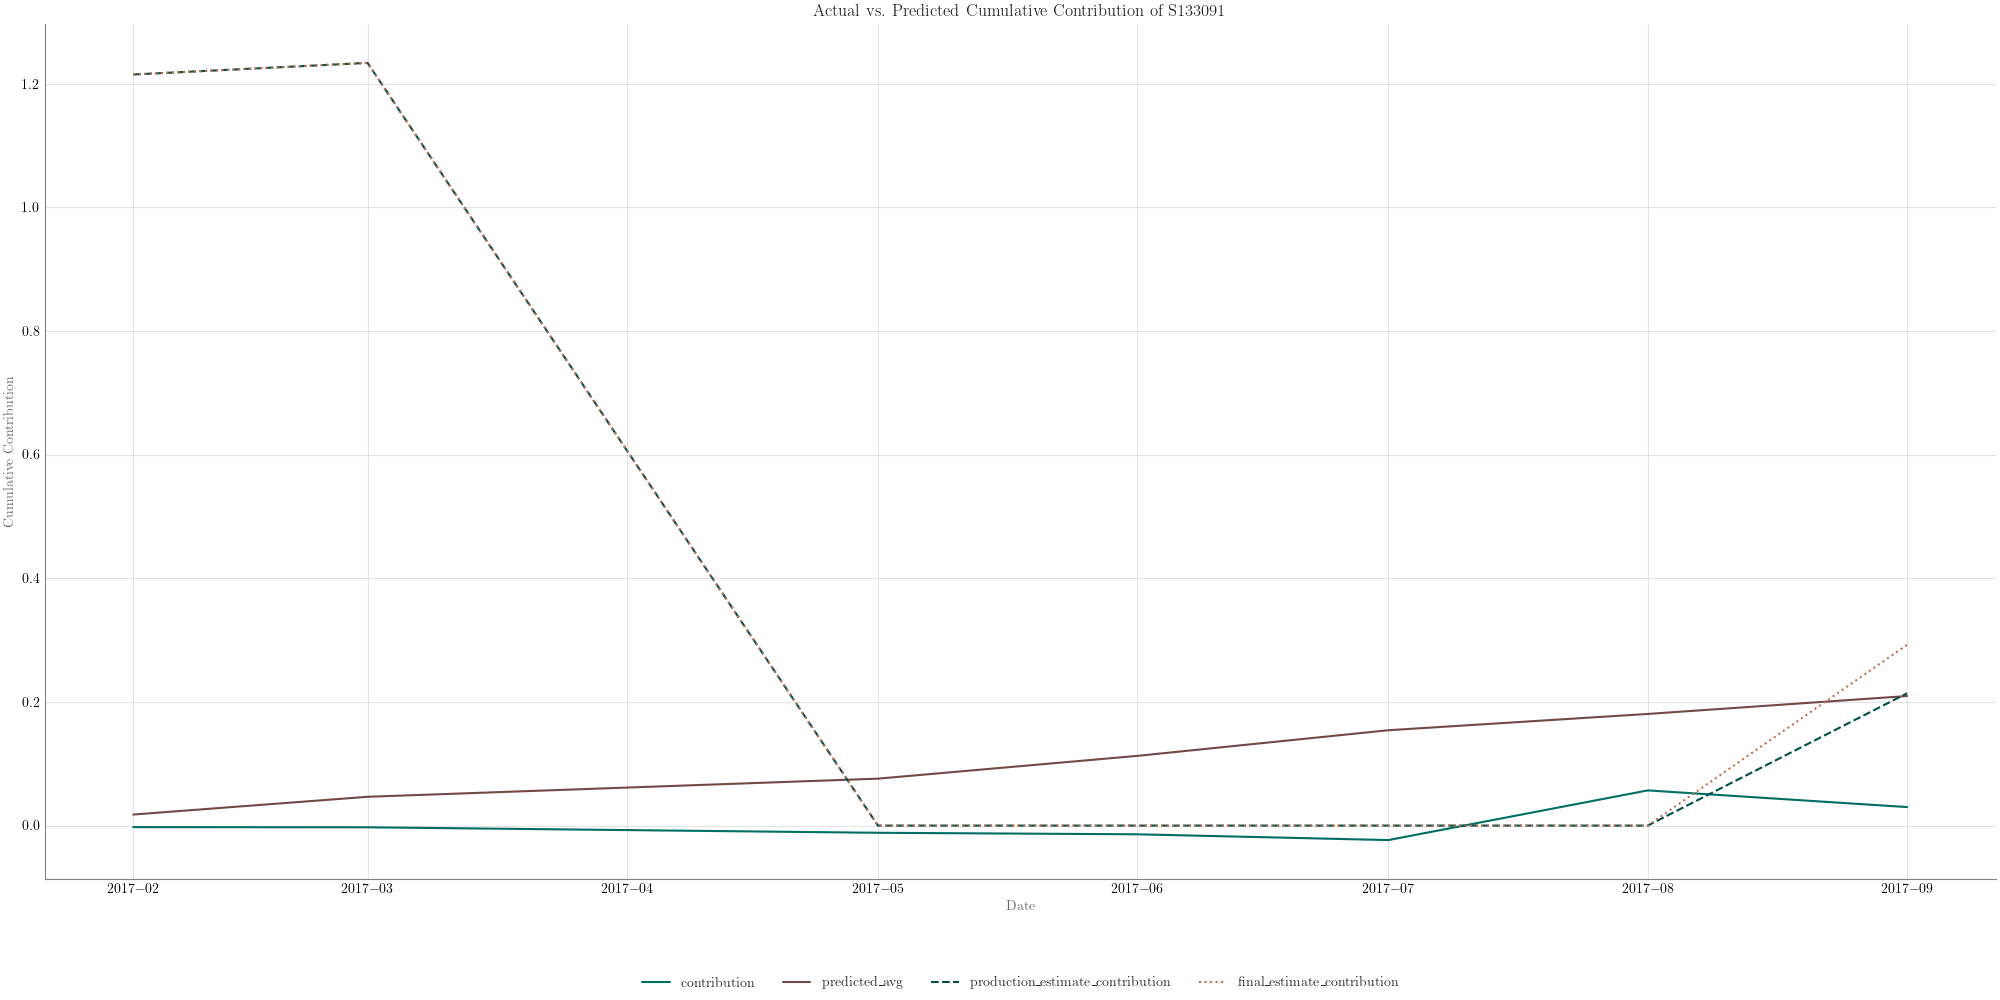 Actual vs. Predicted Cumulative Contribution of S133091
1.2
1.0
0.8
0.6
0.4
0.2
0.0
Cumulative Contribution
2017−02 2017−03 2017−04 2017−05 2017−06 2017−07 2017−08 2017−09
Date
contribution predicted_avg production_estimate_contribution final_estimate_contribution